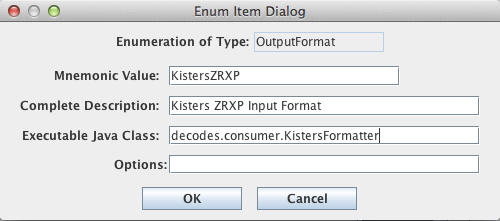 Enum Item Dialog
Enumeration of Type: OutputFormat
Mnemonic Value: KistersZRXP
Complete Description: Kisters ZRXP Input Format
Executable Java Class: decodes.consumer.KistersFormatter
Options:
OK Cancel